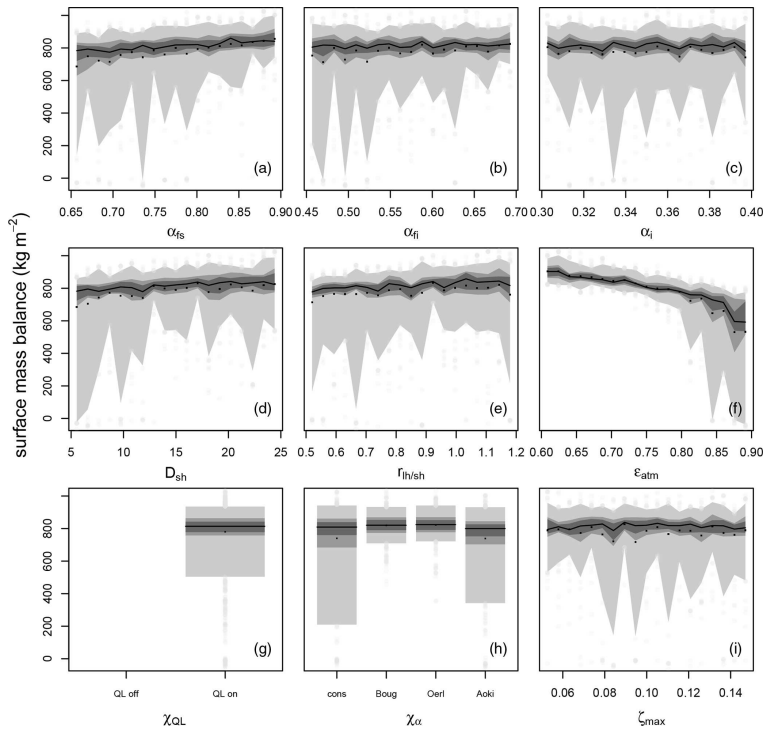 surface mass balance (kg m⁻²)
0 200 400 600 800
(a)
0.65 0.70 0.75 0.80 0.85 0.90
αfs
(b)
0.45 0.50 0.55 0.60 0.65 0.70
αfi
(c)
0.30 0.32 0.34 0.36 0.38 0.40
αi
0 200 400 600 800
(d)
5 10 15 20 25
Dsh
(e)
0.5 0.6 0.7 0.8 0.9 1.0 1.1 1.2
rlh/sh
(f)
0.60 0.65 0.70 0.75 0.80 0.85 0.90
εatm
0 200 400 600 800
(g)
QL off QL on
χQL
(h)
cons Boug Oerl Aoki
χα
(i)
0.06 0.08 0.10 0.12 0.14
ζmax